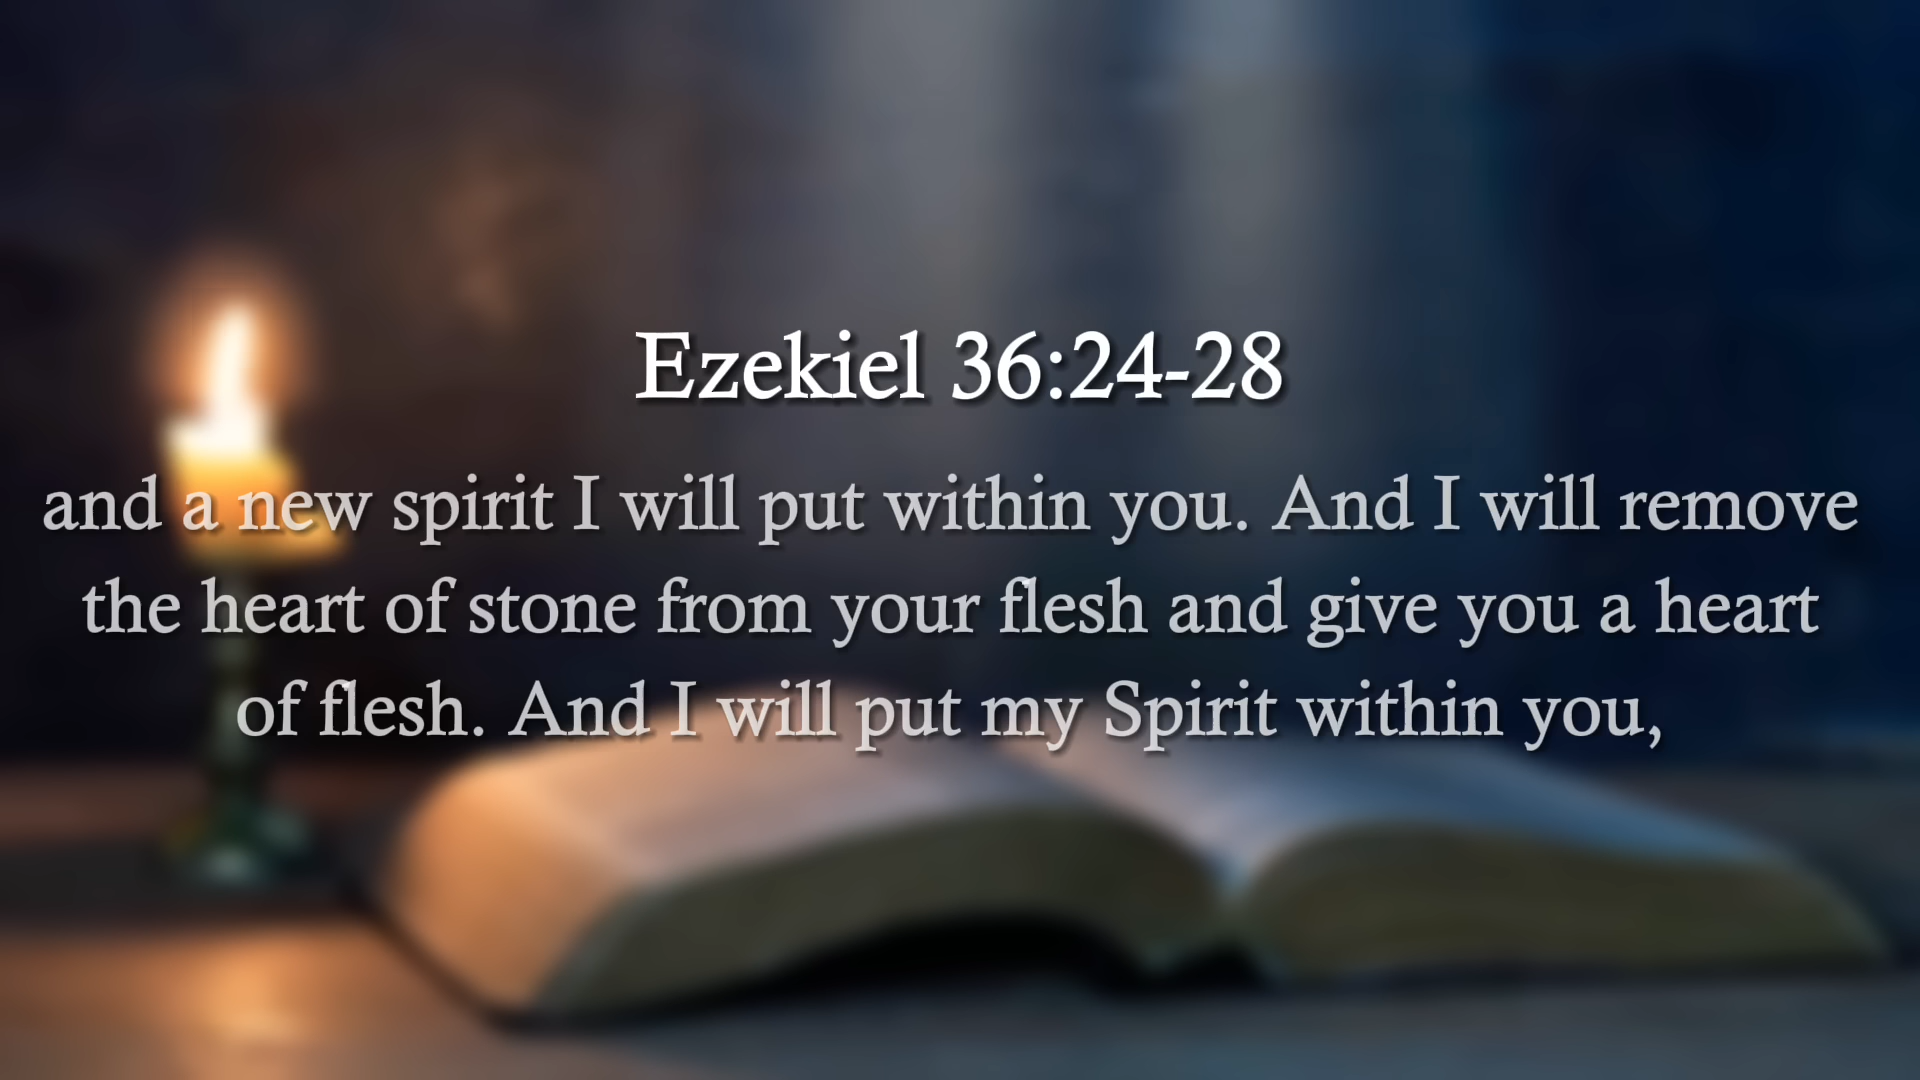 Ezekiel 36:24-28
and a new spirit I will put within you. And I will remove
the heart of stone from your flesh and give you a heart
of flesh. And I will put my Spirit within you,